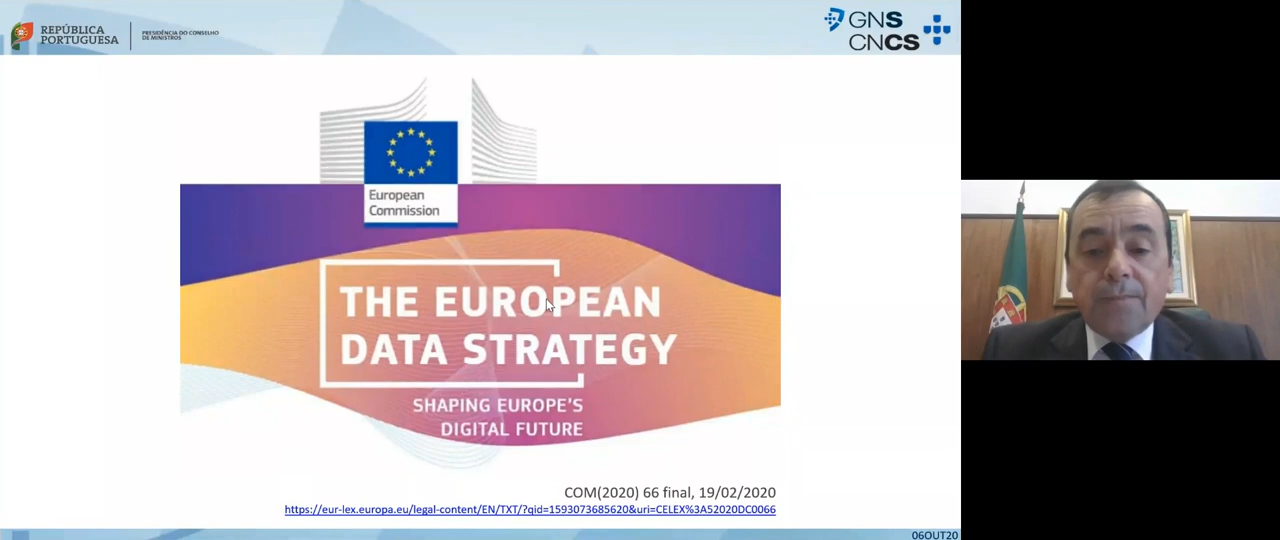 REPÚBLICA
PORTUGUESA
PRESIDÊNCIA DO CONSELHO
DE MINISTROS
GNS
CNCS
European
Commission
THE EUROPEAN
DATA STRATEGY
SHAPING EUROPE'S
DIGITAL FUTURE
COM(2020) 66 final, 19/02/2020
https://eur-lex.europa.eu/legal-content/EN/TXT/?qid=1593073685620&uri=CELEX%3A52020DC0066
06OUT20